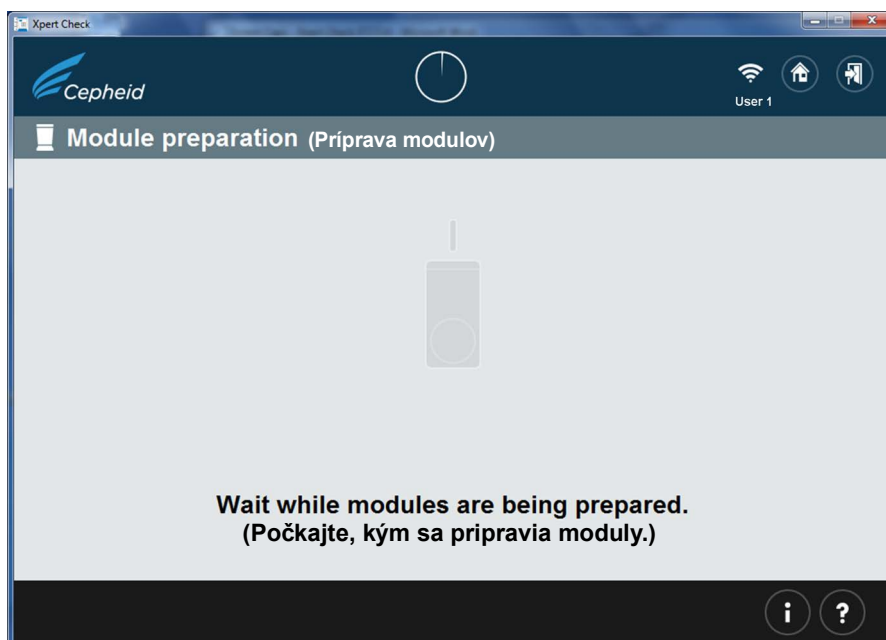 Xpert Check
Cepheid
User 1
Module preparation (Príprava modulov)
Wait while modules are being prepared.
(Počkajte, kým sa pripravia moduly.)
i ?